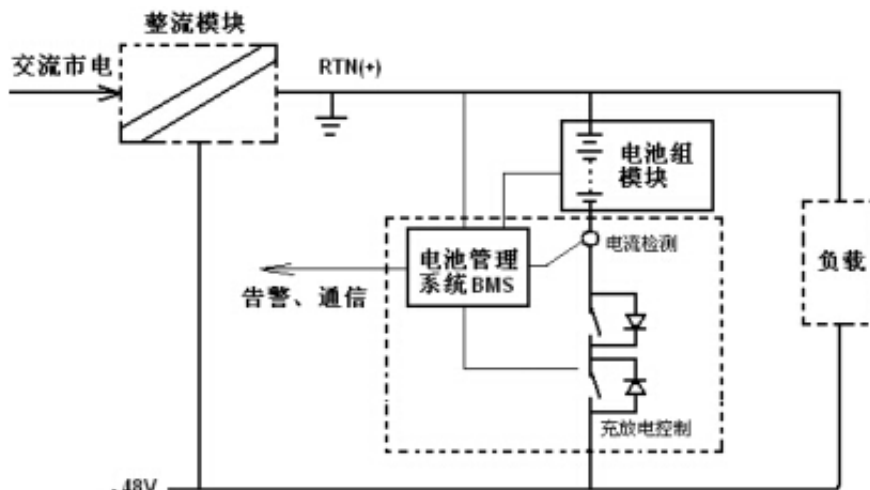 整流模块
交流市电
RTN(+)
电池组
模块
电流检测
电池管理
系统BMS
告警、通信
负载
充放电控制
-48V